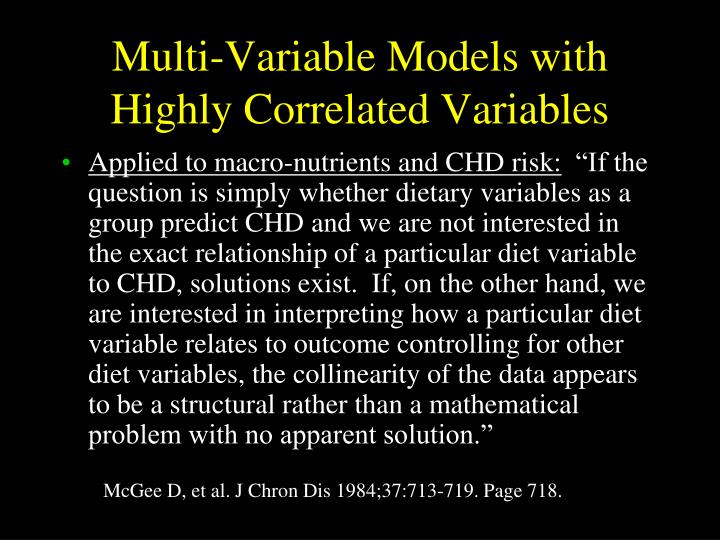 Multi-Variable Models with
Highly Correlated Variables
• Applied to macro-nutrients and CHD risk:  “If the
question is simply whether dietary variables as a
group predict CHD and we are not interested in
the exact relationship of a particular diet variable
to CHD, solutions exist.  If, on the other hand, we
are interested in interpreting how a particular diet
variable relates to outcome controlling for other
diet variables, the collinearity of the data appears
to be a structural rather than a mathematical
problem with no apparent solution.”
McGee D, et al. J Chron Dis 1984;37:713-719. Page 718.